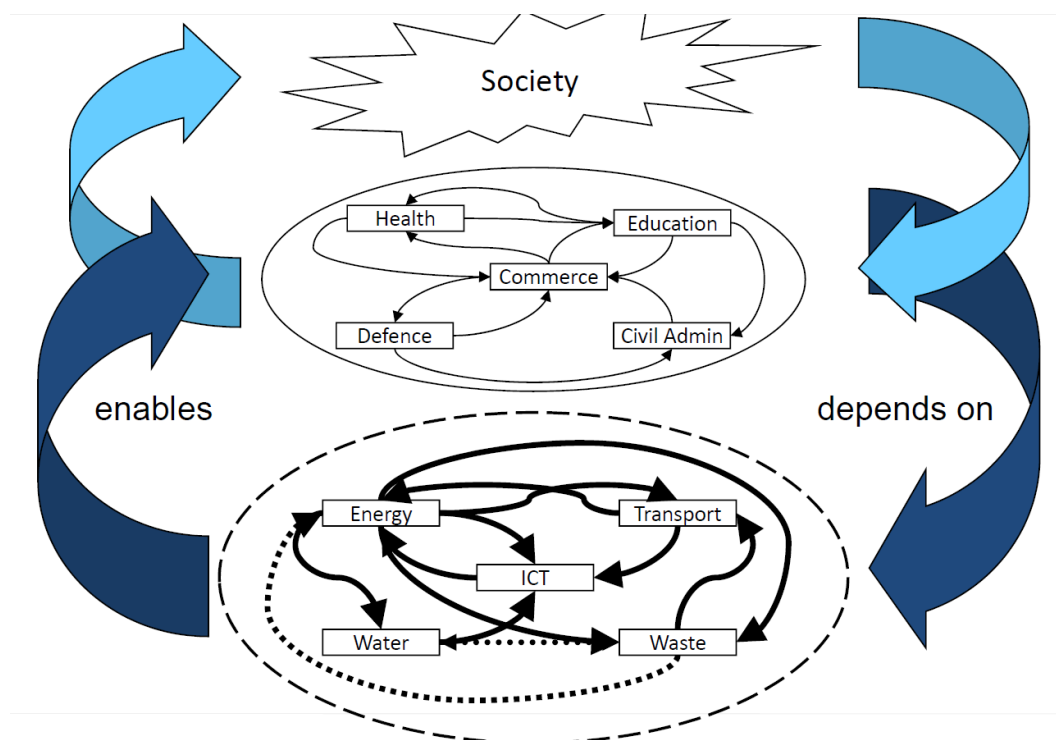 Society
Health
Education
Commerce
Defence
Civil Admin
enables
depends on
Energy
Transport
ICT
Water
Waste